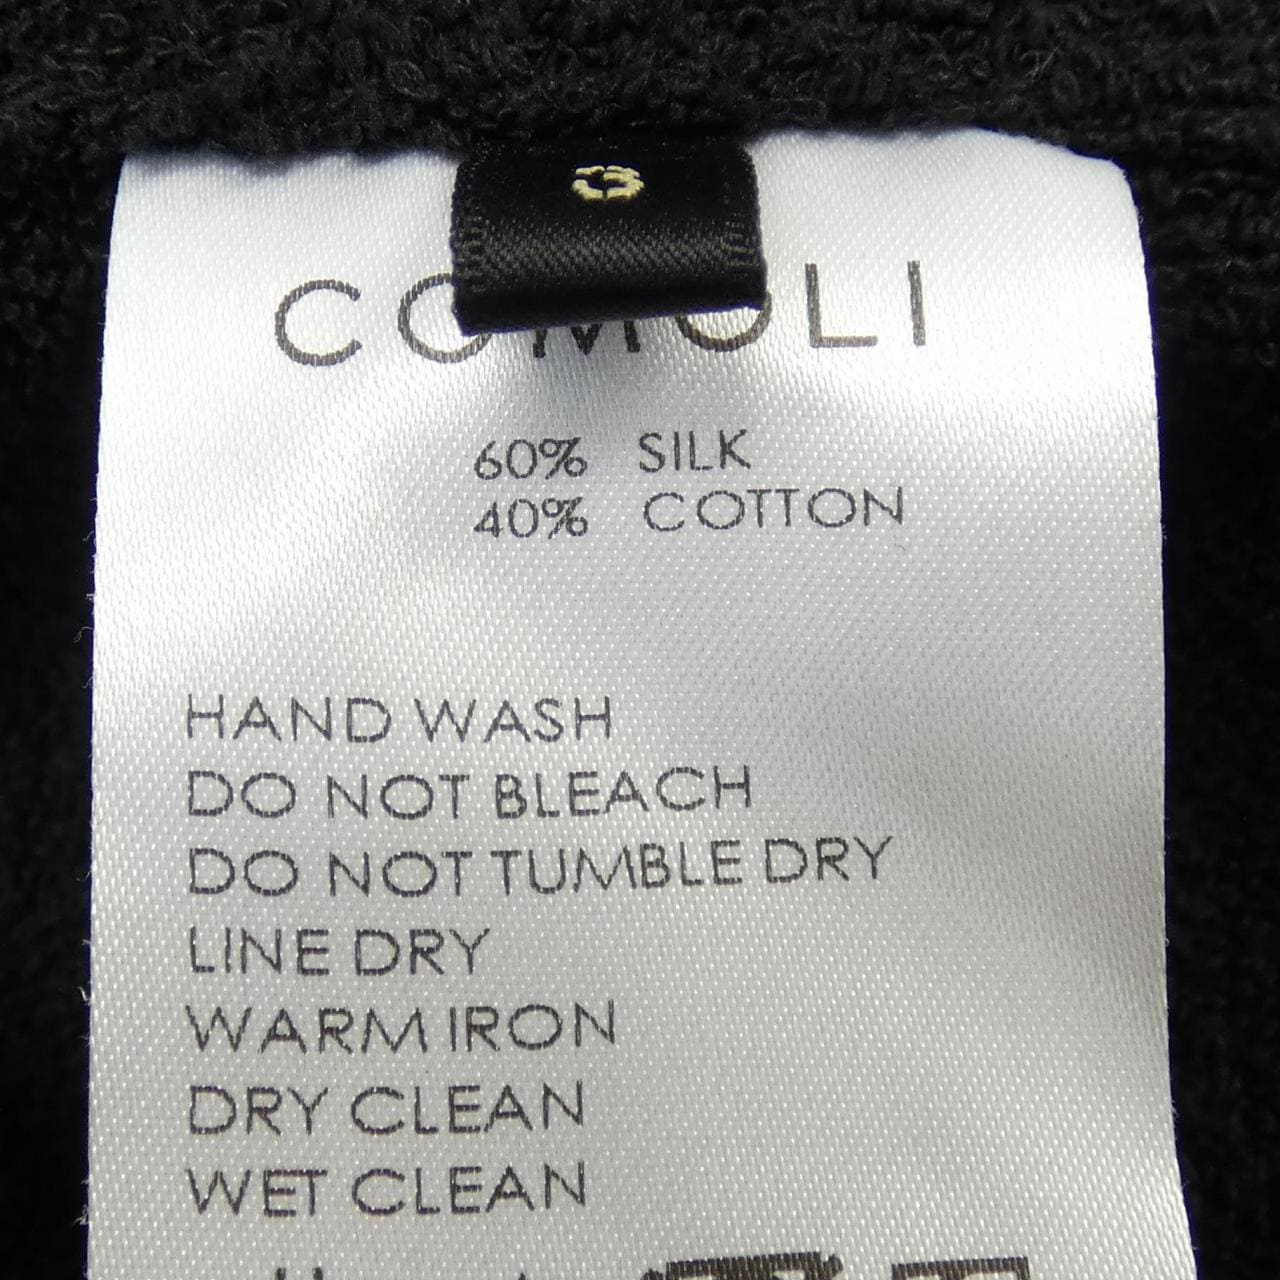 3
COMOLI
60% SILK
40% COTTON
HAND WASH
DO NOT BLEACH
DO NOT TUMBLE DRY
LINE DRY
WARM IRON
DRY CLEAN
WET CLEAN